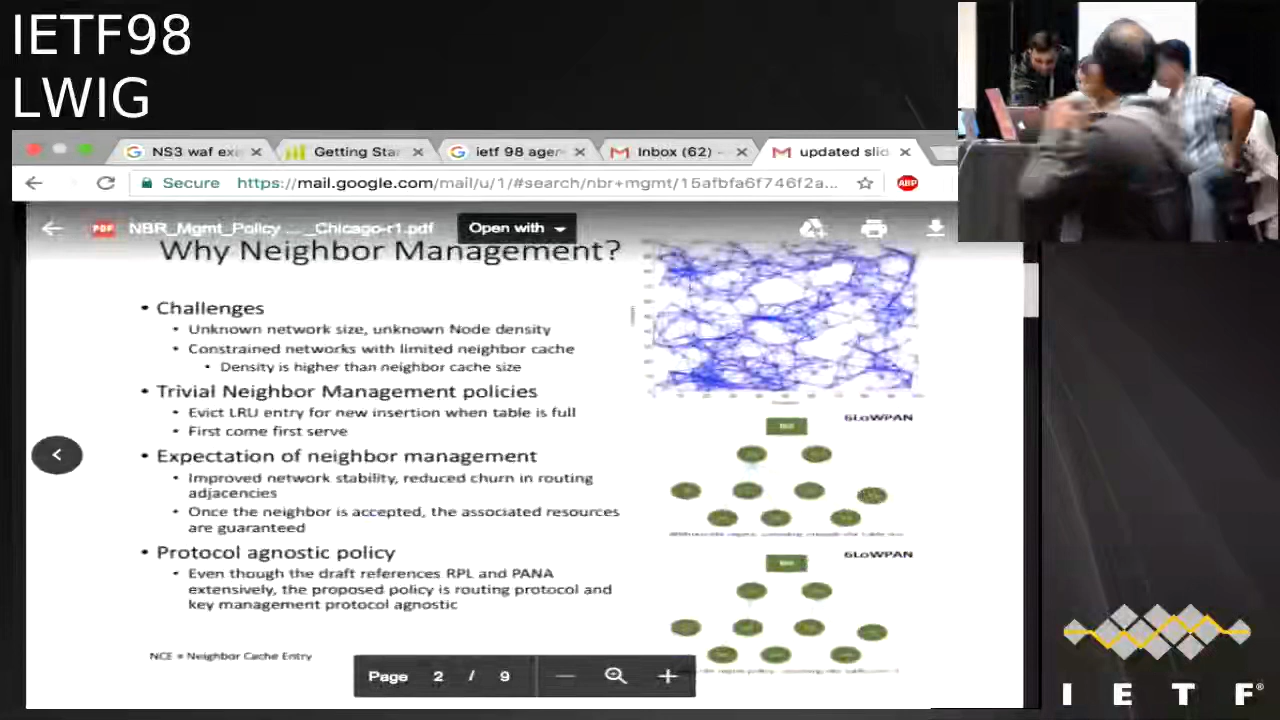 IETF98
LWIG
NS3 waf exe
Getting Star
ietf 98 agen
Inbox (62) -
updated slid
Secure
https://mail.google.com/mail/u/1/#search/nbr+mgmt/15afbfa6f746f2a...
ABP
PDF
NBR_Mgmt_Policy ... _Chicago-r1.pdf
Open with
Why Neighbor Management?
• Challenges
• Unknown network size, unknown Node density
• Constrained networks with limited neighbor cache
• Density is higher than neighbor cache size
• Trivial Neighbor Management policies
• Evict LRU entry for new insertion when table is full
• First come first serve
• Expectation of neighbor management
• Improved network stability, reduced churn in routing
adjacencies
• Once the neighbor is accepted, the associated resources
are guaranteed
• Protocol agnostic policy
• Even though the draft references RPL and PANA
extensively, the proposed policy is routing protocol and
key management protocol agnostic
NCE = Neighbor Cache Entry
6LoWPAN
6LoWPAN
Page 2 / 9
I E T F®